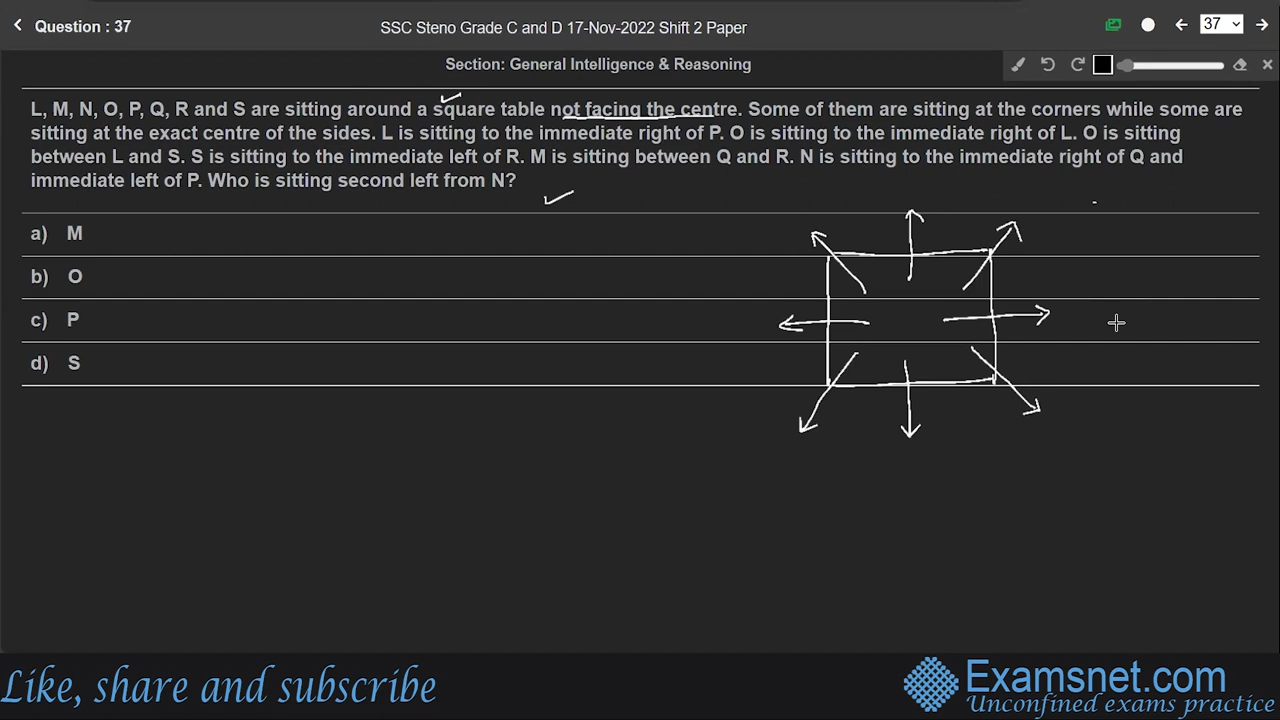 Question : 37
SSC Steno Grade C and D 17-Nov-2022 Shift 2 Paper
37
Section: General Intelligence & Reasoning
L, M, N, O, P, Q, R and S are sitting around a square table not facing the centre. Some of them are sitting at the corners while some are
sitting at the exact centre of the sides. L is sitting to the immediate right of P. O is sitting to the immediate right of L. O is sitting
between L and S. S is sitting to the immediate left of R. M is sitting between Q and R. N is sitting to the immediate right of Q and
immediate left of P. Who is sitting second left from N?
a) M
b) O
c) P
d) S
Like, share and subscribe
Examsnet.com
Unconfined exams practice